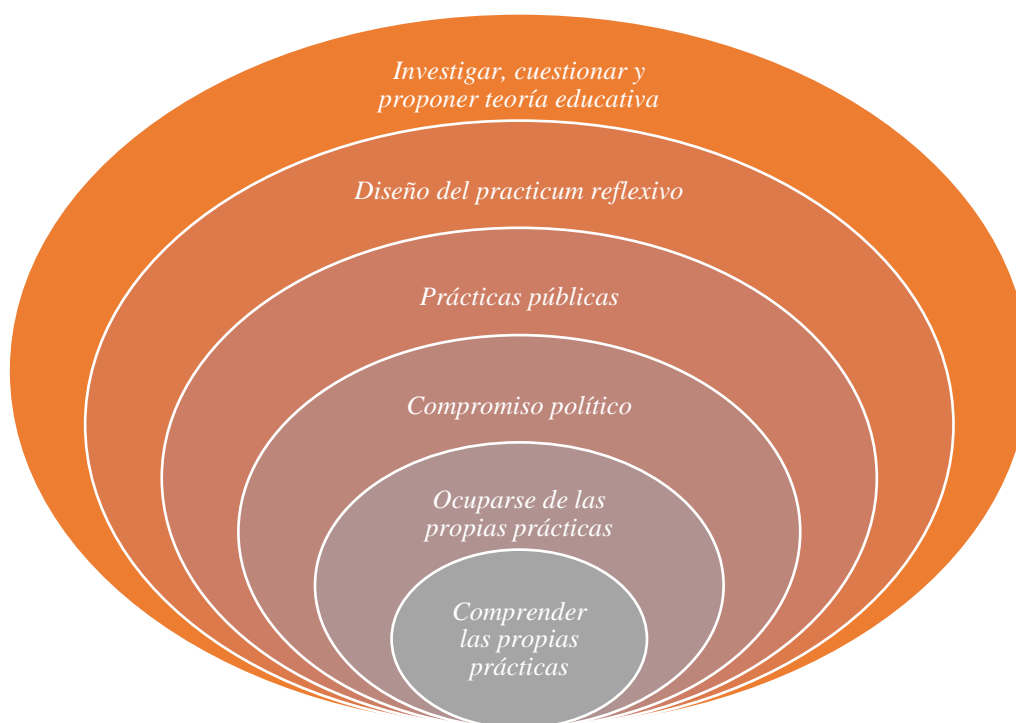 Investigar, cuestionar y
proponer teoría educativa
Diseño del practicum reflexivo
Prácticas públicas
Compromiso político
Ocuparse de las
propias prácticas
Comprender
las propias
prácticas